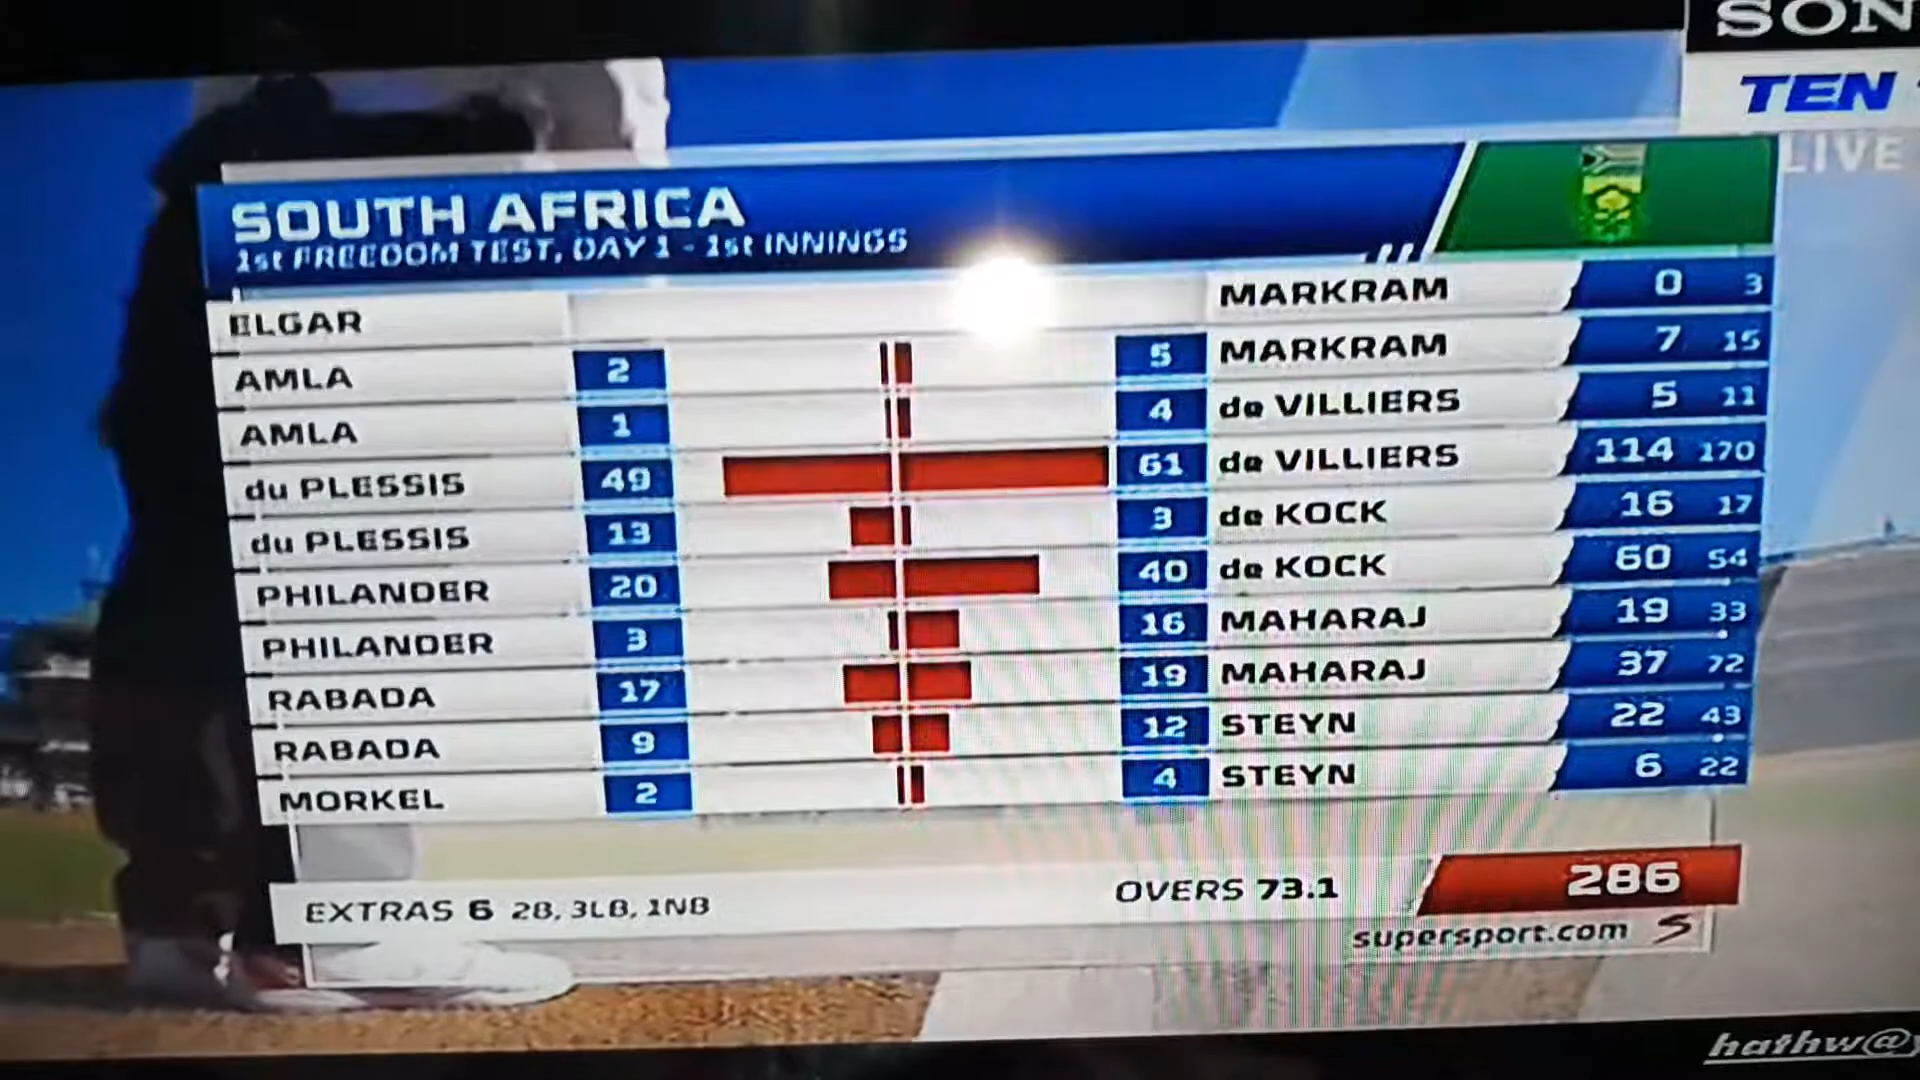 SON
TEN
LIVE
SOUTH AFRICA
1st FREEDOM TEST, DAY 1 - 1st INNINGS
ELGAR MARKRAM 0 3
AMLA 2 5 MARKRAM 7 15
AMLA 1 4 de VILLIERS 5 11
du PLESSIS 49 61 de VILLIERS 114 170
du PLESSIS 13 3 de KOCK 16 17
PHILANDER 20 40 de KOCK 60 54
PHILANDER 3 16 MAHARAJ 19 33
RABADA 17 19 MAHARAJ 37 72
RABADA 9 12 STEYN 22 43
MORKEL 2 4 STEYN 6 22
EXTRAS 6 2B, 3LB, 1NB OVERS 73.1 286
supersport.com S
hathw@y